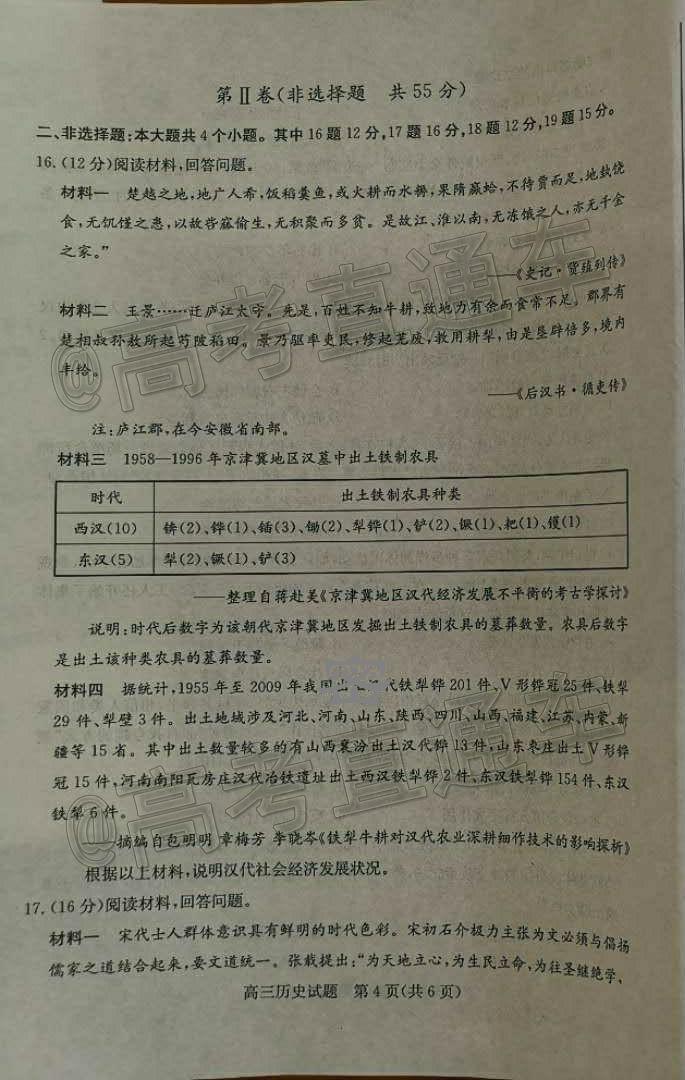 第Ⅱ卷(非选择题 共55分)
二、非选择题:本大题共4个小题。其中16题12分,17题16分,18题12分,19题15分。
16.(12分)阅读材料,回答问题。
材料一 楚越之地,地广人希,饭稻羹鱼,或火耕而水耨,果隋蠃蛤,不待贾而足,地埶饶
食,无饥馑之患,以故呰窳偷生,无积聚而多贫。是故江、淮以南,无冻饿之人,亦无千金
之家。”
——《史记·货殖列传》
材料二 王景……迁庐江太守。先是,百姓不知牛耕,致地力有余而食常不足。郡界有
楚相叔孙敖所起芍陂稻田。景乃驱率吏民,修起芜废,教用耕犁,由是垦辟倍多,境内
丰给。
——《后汉书·循吏传》
注:庐江郡,在今安徽省南部。
材料三 1958—1996年京津冀地区汉墓中出土铁制农具
时代 出土铁制农具种类
西汉(10) 锛(2)、铧(1)、锸(3)、锄(2)、犁铧(1)、铲(2)、镢(1)、耙(1)、镬(1)
东汉(5) 犁(2)、镢(1)、铲(3)
——整理自蒋赴美《京津冀地区汉代经济发展不平衡的考古学探讨》
说明:时代后数字为该朝代京津冀地区发掘出土铁制农具的墓葬数量。农具后数字
是出土该种类农具的墓葬数量。
材料四 据统计,1955年至2009年我国出土汉代铁犁铧201件、V形铧冠25件、铁犁
29件、犁壁3件。出土地域涉及河北、河南、山东、陕西、四川、山西、福建、江苏、内蒙、新
疆等15省。其中出土数量较多的有山西襄汾出土汉代铧13件,山东枣庄出土V形铧
冠15件,河南南阳瓦房庄汉代冶铁遗址出土西汉铁犁铧2件、东汉铁犁铧154件、东汉
铁犁6件。
——摘编自包明明 章梅芳 李晓岑《铁犁牛耕对汉代农业深耕细作技术的影响探析》
根据以上材料,说明汉代社会经济发展状况。
17.(16分)阅读材料,回答问题。
材料一 宋代士人群体意识具有鲜明的时代色彩。宋初石介极力主张为文必须与倡扬
儒家之道结合起来,要文道统一。张载提出:“为天地立心,为生民立命,为往圣继绝学,
高三历史试题 第4页(共6页)
@高考直通车
@高考直通车